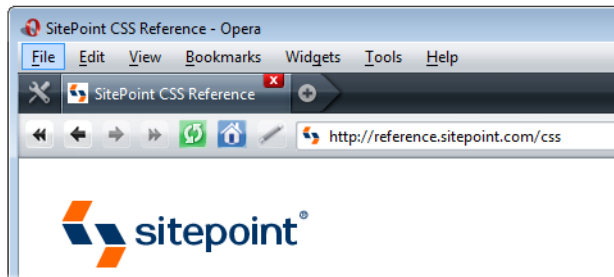 SitePoint CSS Reference - Opera
File Edit View Bookmarks Widgets Tools Help
SitePoint CSS Reference x
http://reference.sitepoint.com/css
sitepoint®